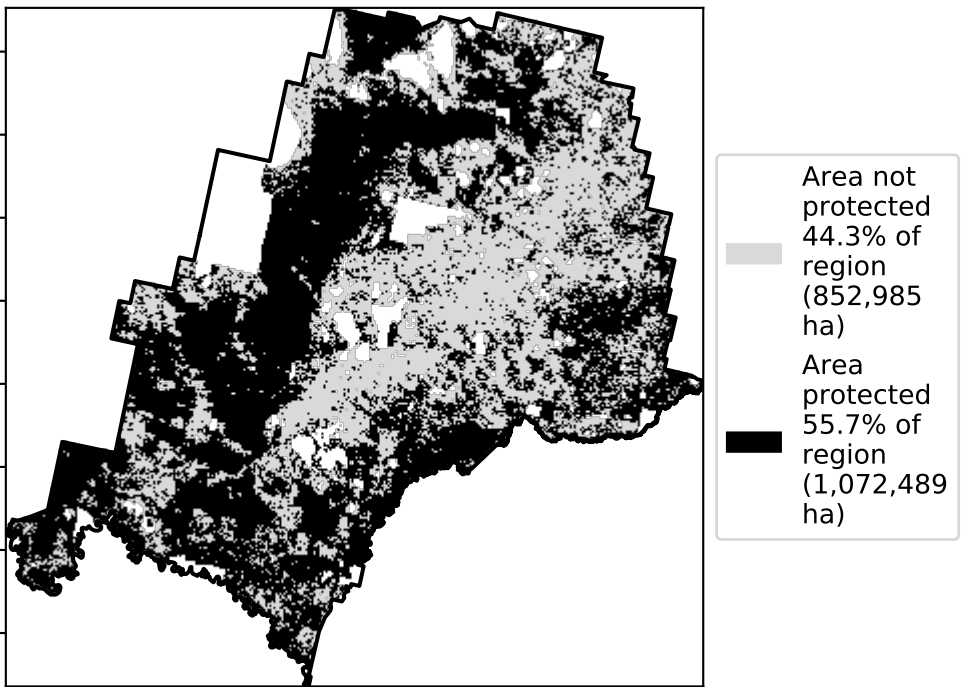 Area not
protected
44.3% of
region
(852,985
ha)
Area
protected
55.7% of
region
(1,072,489
ha)